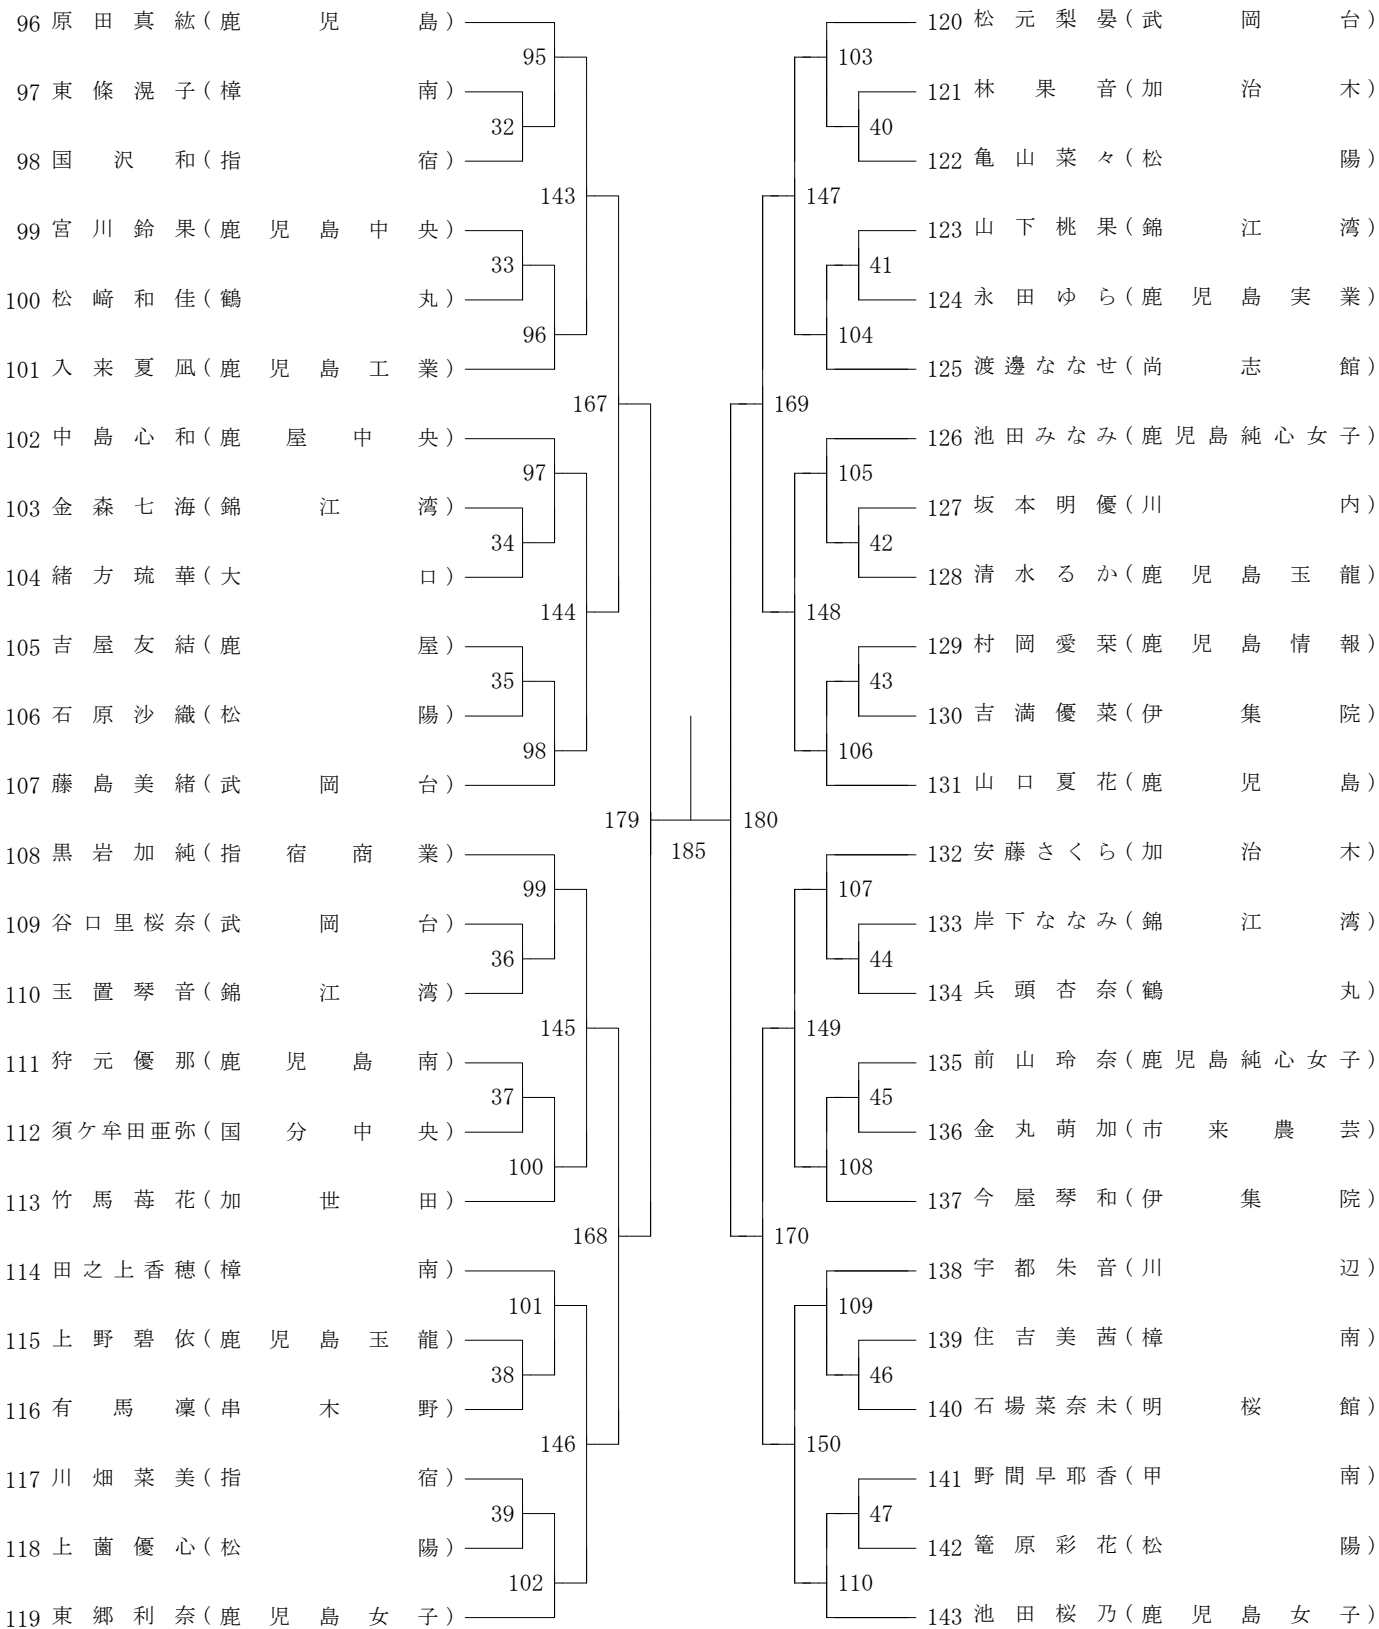 96 原田真紘(鹿児島)
95
97 東條滉子(樟南)
32
98 国沢和(指宿)
143
99 宮川鈴果(鹿児島中央)
33
100 松﨑和佳(鶴丸)
96
101 入来夏凪(鹿児島工業)
167
102 中島心和(鹿屋中央)
97
103 金森七海(錦江湾)
34
104 緒方琉華(大口)
144
105 吉屋友結(鹿屋)
35
106 石原沙織(松陽)
98
107 藤島美緒(武岡台)
179
108 黒岩加純(指宿商業)
99
109 谷口里桜奈(武岡台)
36
110 玉置琴音(錦江湾)
145
111 狩元優那(鹿児島南)
37
112 須ケ牟田亜弥(国分中央)
100
113 竹馬苺花(加世田)
168
114 田之上香穂(樟南)
101
115 上野碧依(鹿児島玉龍)
38
116 有馬凜(串木野)
146
117 川畑菜美(指宿)
39
118 上薗優心(松陽)
102
119 東郷利奈(鹿児島女子)
185
120 松元梨晏(武岡台)
103
121 林果音(加治木)
40
122 亀山菜々(松陽)
147
123 山下桃果(錦江湾)
41
124 永田ゆら(鹿児島実業)
104
125 渡邊ななせ(尚志館)
169
126 池田みなみ(鹿児島純心女子)
105
127 坂本明優(川内)
42
128 清水るか(鹿児島玉龍)
148
129 村岡愛栞(鹿児島情報)
43
130 吉満優菜(伊集院)
106
131 山口夏花(鹿児島)
180
132 安藤さくら(加治木)
107
133 岸下ななみ(錦江湾)
44
134 兵頭杏奈(鶴丸)
149
135 前山玲奈(鹿児島純心女子)
45
136 金丸萌加(市来農芸)
108
137 今屋琴和(伊集院)
170
138 宇都朱音(川辺)
109
139 住吉美茜(樟南)
46
140 石場菜奈未(明桜館)
150
141 野間早耶香(甲南)
47
142 篭原彩花(松陽)
110
143 池田桜乃(鹿児島女子)